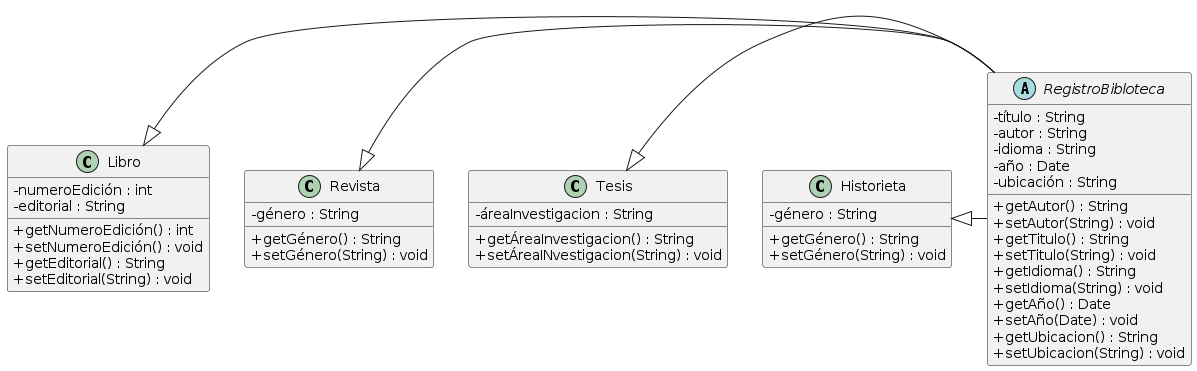 C Libro
-numeroEdición : int
-editorial : String
+getNumeroEdición() : int
+setNumeroEdición() : void
+getEditorial() : String
+setEditorial(String) : void
C Revista
-género : String
+getGénero() : String
+setGénero(String) : void
C Tesis
-áreaInvestigacion : String
+getÁreaInvestigacion() : String
+setÁreaINvestigacion(String) : void
C Historieta
-género : String
+getGénero() : String
+setGénero(String) : void
A RegistroBibloteca
-título : String
-autor : String
-idioma : String
-año : Date
-ubicación : String
+getAutor() : String
+setAutor(String) : void
+getTitulo() : String
+setTitulo(String) : void
+getIdioma() : String
+setIdioma(String) : void
+getAño() : Date
+setAño(Date) : void
+getUbicacion() : String
+setUbicacion(String) : void